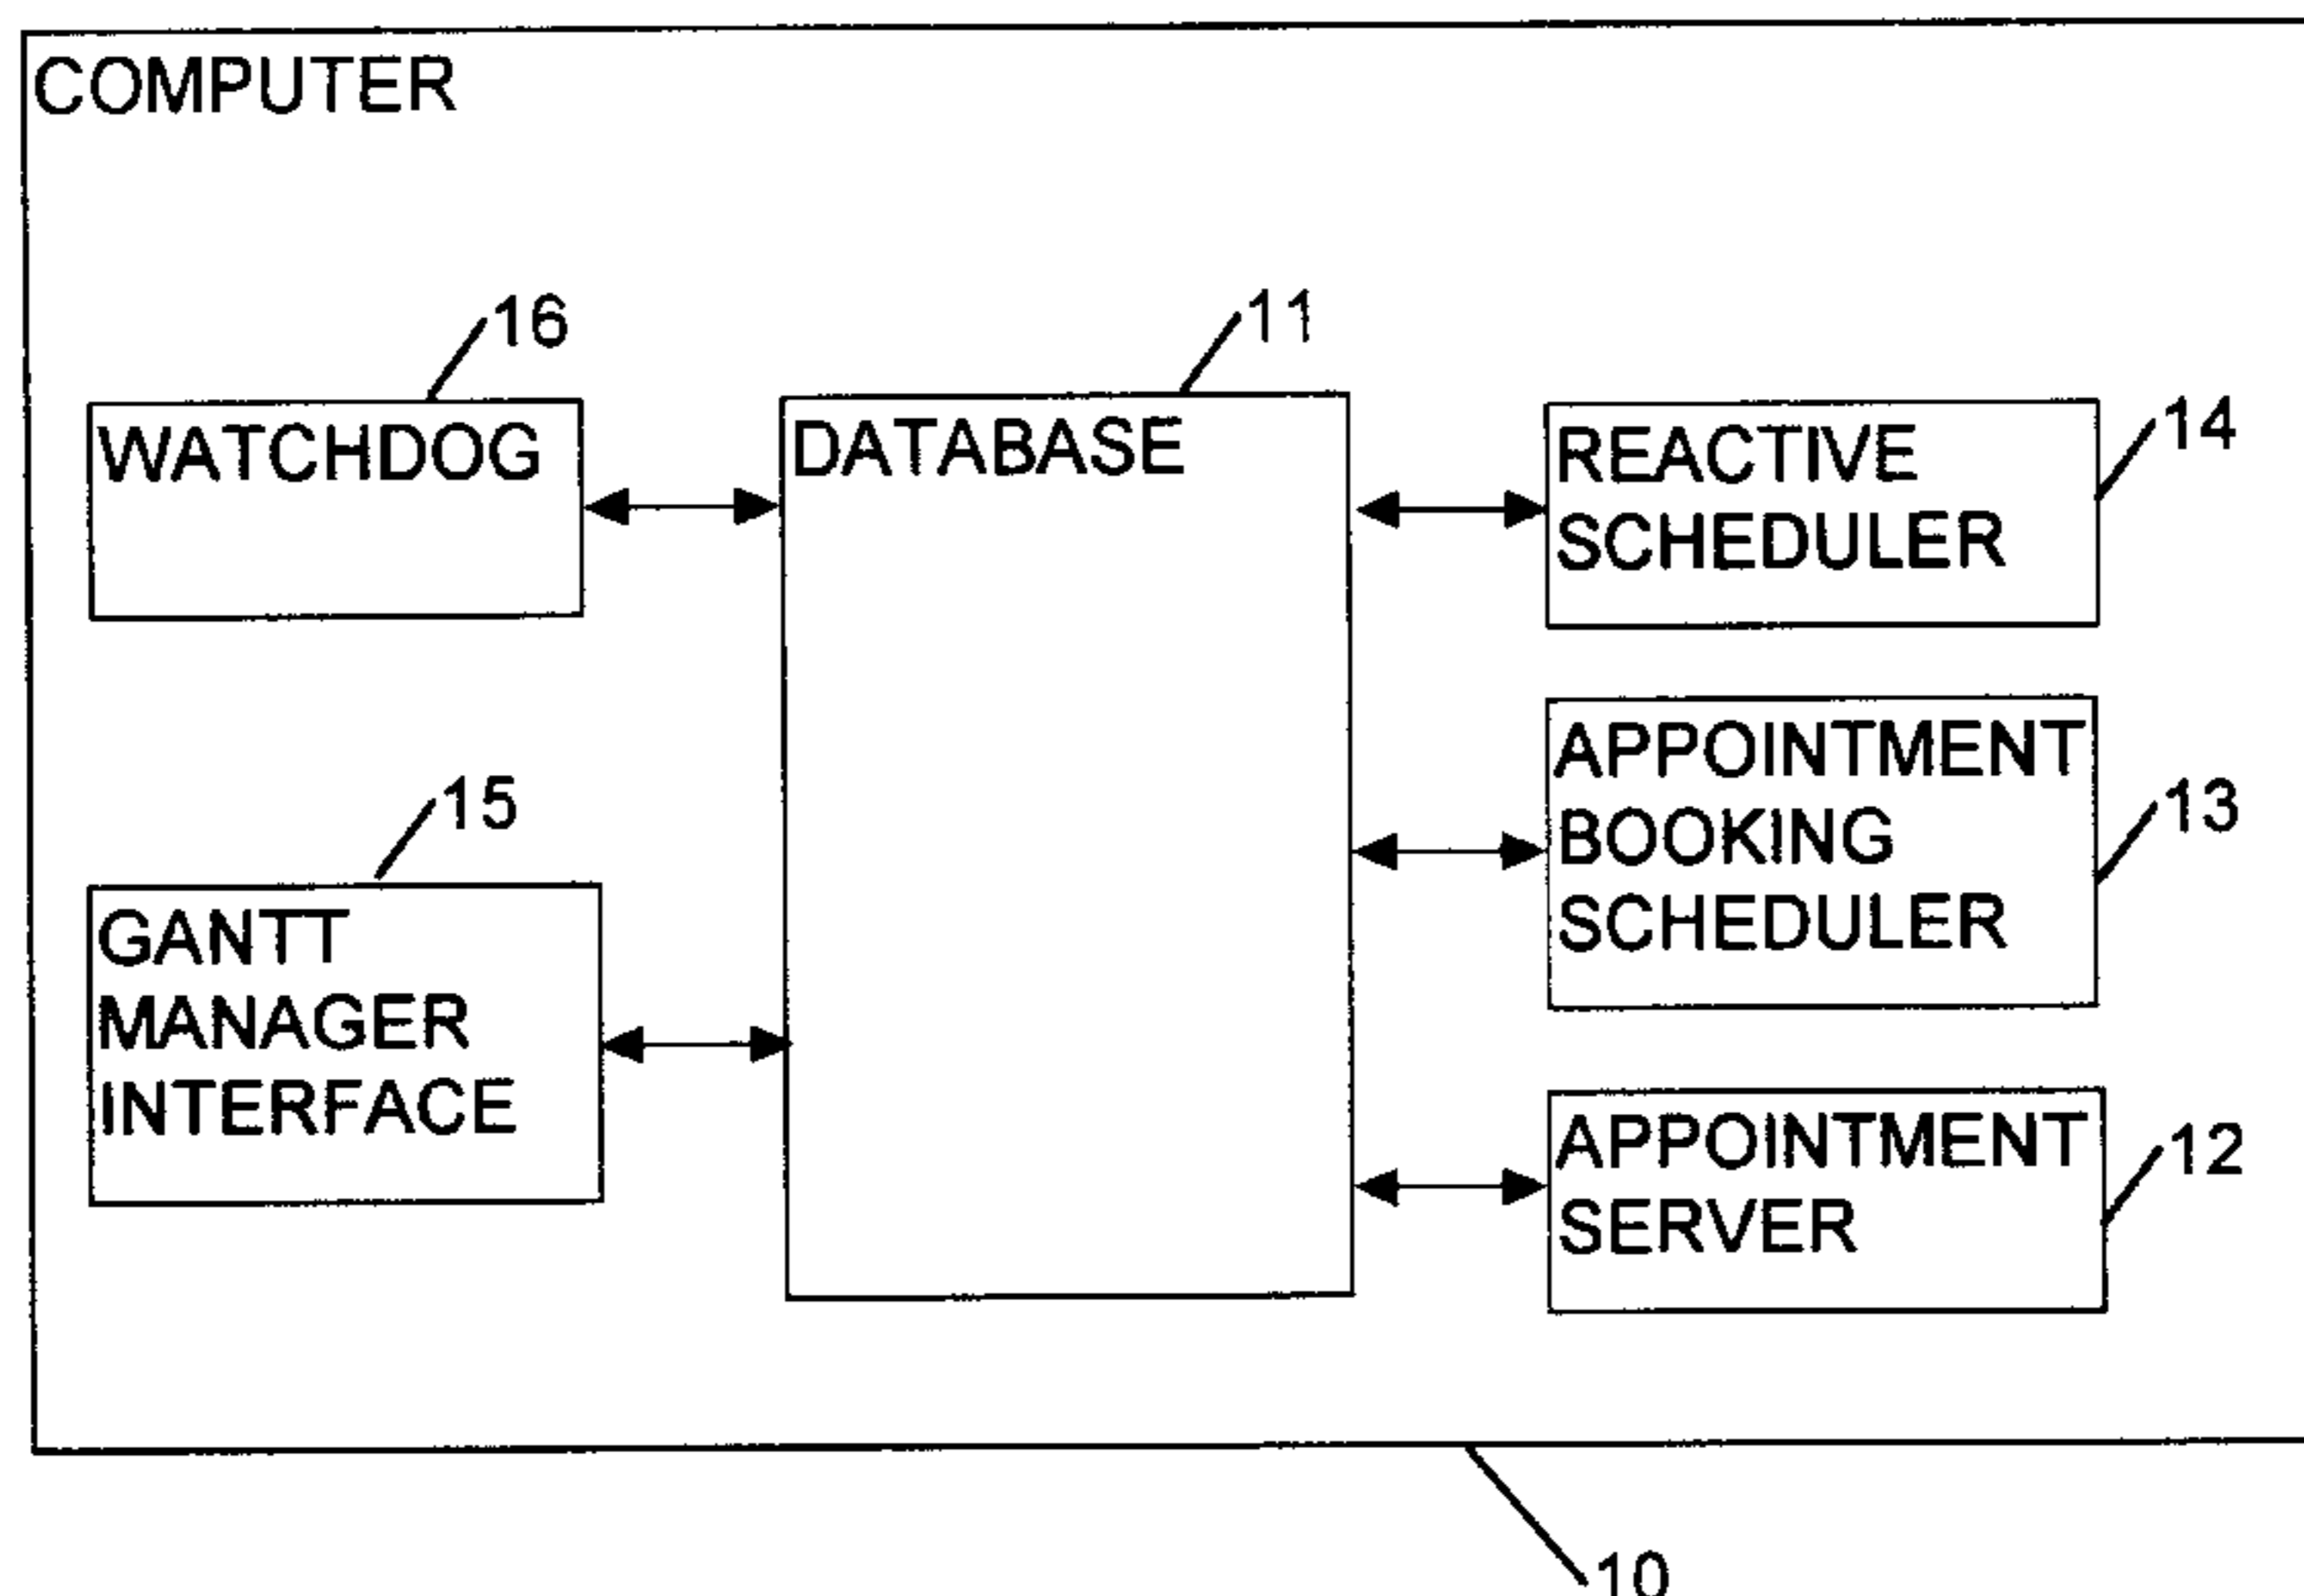 COMPUTER
16
11
WATCHDOG
DATABASE
REACTIVE
SCHEDULER
14
APPOINTMENT
BOOKING
SCHEDULER
13
15
GANTT
MANAGER
INTERFACE
APPOINTMENT
SERVER
12
10